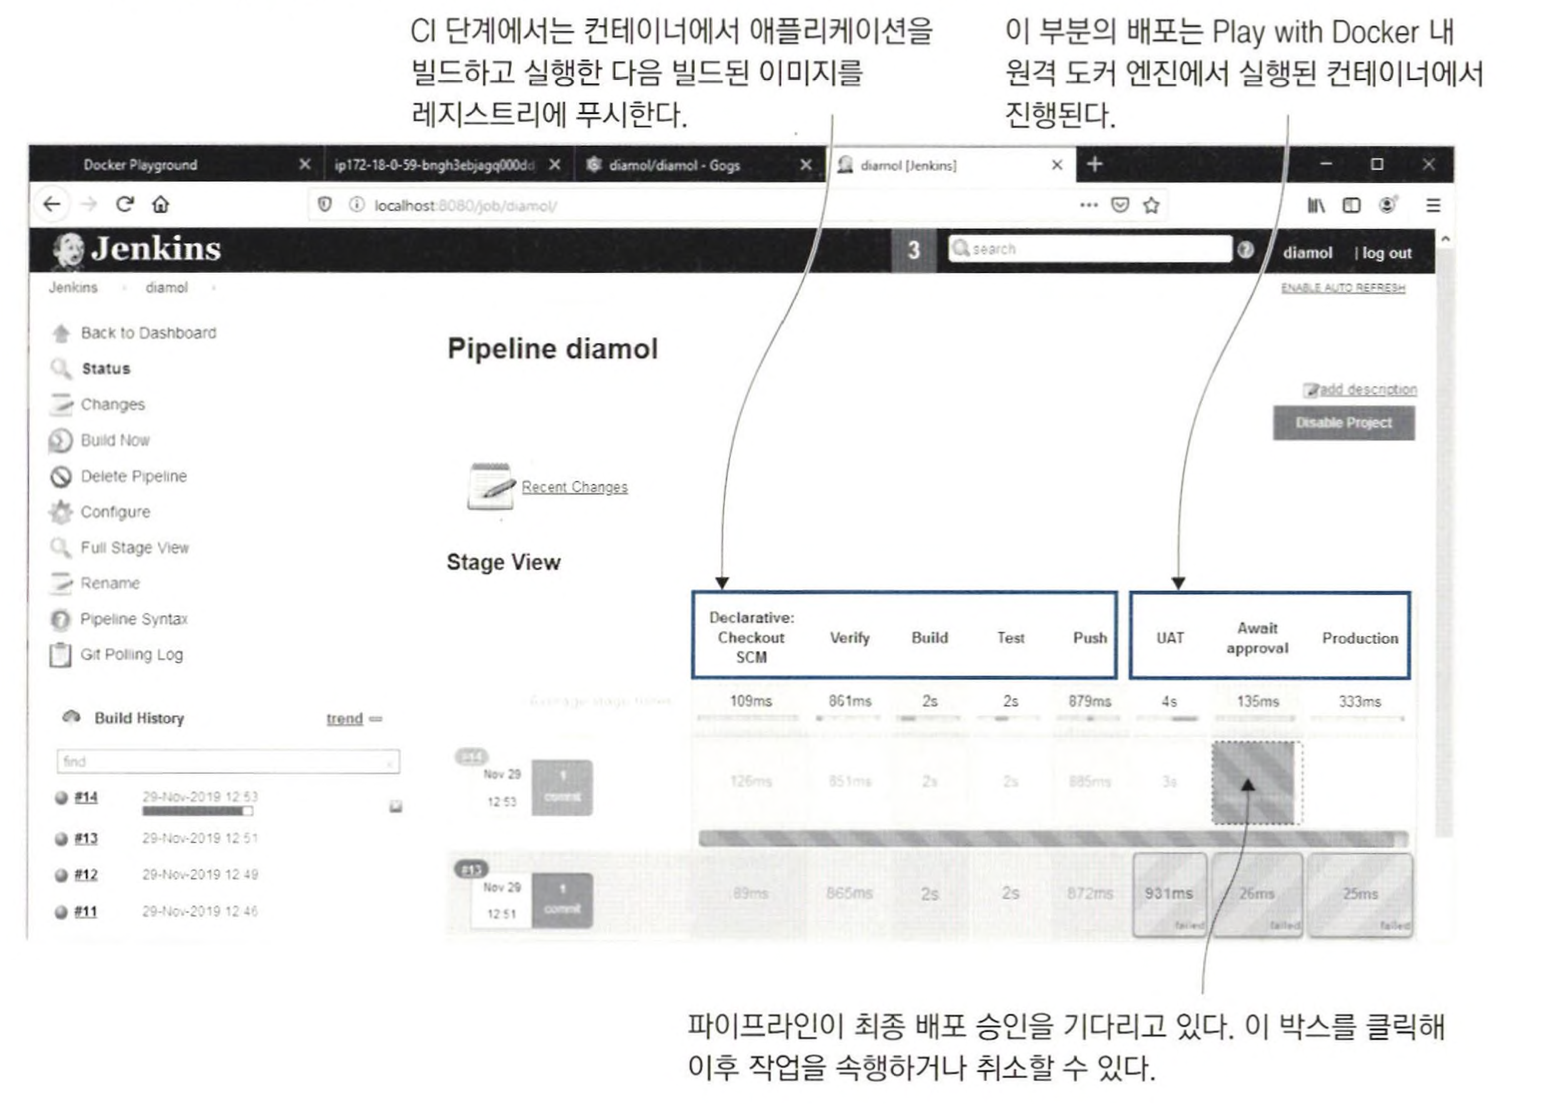 CI 단계에서는 컨테이너에서 애플리케이션을
빌드하고 실행한 다음 빌드된 이미지를
레지스트리에 푸시한다.
이 부분의 배포는 Play with Docker 내
원격 도커 엔진에서 실행된 컨테이너에서
진행된다.
Docker Playground
ip172-18-0-59-bngh3ebjagq000dd
diamol/diamol - Gogs
diamol [Jenkins]
localhost:8080/job/diamol/
Jenkins
3
search
diamol | log out
Jenkins diamol
ENABLE AUTO REFRESH
Back to Dashboard
Status
Changes
Build Now
Delete Pipeline
Configure
Full Stage View
Rename
Pipeline Syntax
Git Polling Log
Pipeline diamol
add description
Disable Project
Recent Changes
Stage View
Declarative: Verify Build Test Push UAT Await Production
Checkout approval
SCM
Average stage times
109ms 861ms 2s 2s 879ms 4s 135ms 333ms
#14
Nov 29 1
12:53 commit
126ms 851ms 2s 2s 885ms 3s
#13
Nov 29 1
12:51 commit
89ms 865ms 2s 2s 872ms 931ms 26ms 25ms
failed failed failed
Build History trend
find x
#14 29-Nov-2019 12:53
#13 29-Nov-2019 12:51
#12 29-Nov-2019 12:49
#11 29-Nov-2019 12:46
파이프라인이 최종 배포 승인을 기다리고 있다. 이 박스를 클릭해
이후 작업을 속행하거나 취소할 수 있다.